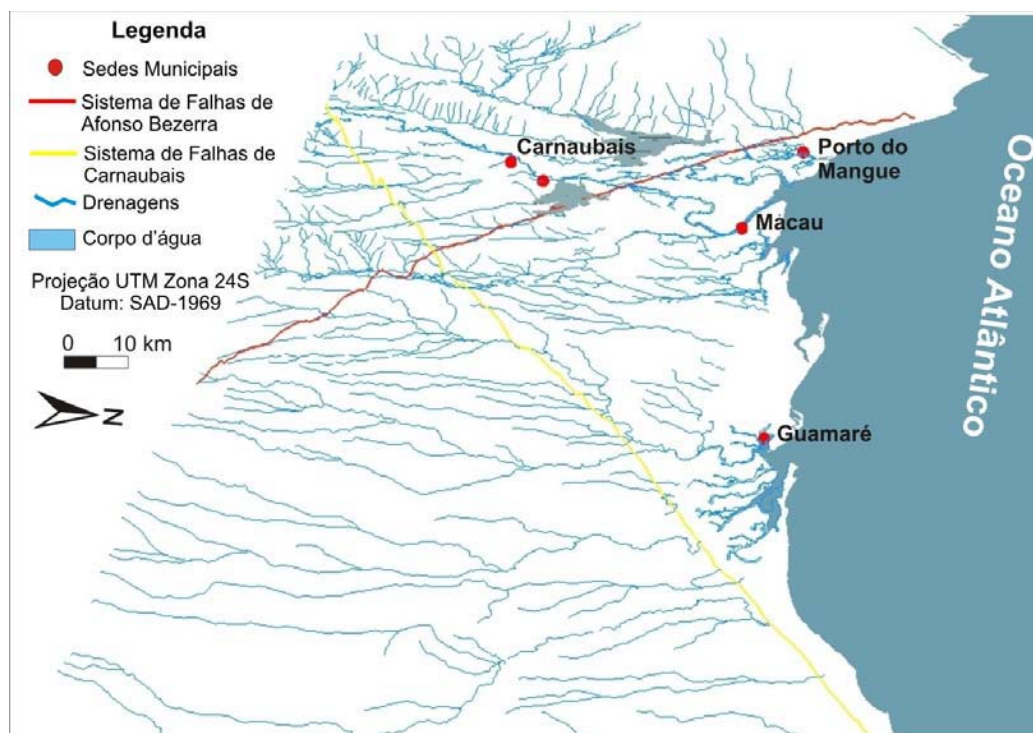 Legenda
Sedes Municipais
Sistema de Falhas de
Afonso Bezerra
Sistema de Falhas de
Carnaubais
Drenagens
Corpo d'água
Projeção UTM Zona 24S
Datum: SAD-1969
0 10 km
N
Carnaubais
Porto do
Mangue
Macau
Guamaré
Oceano Atlântico